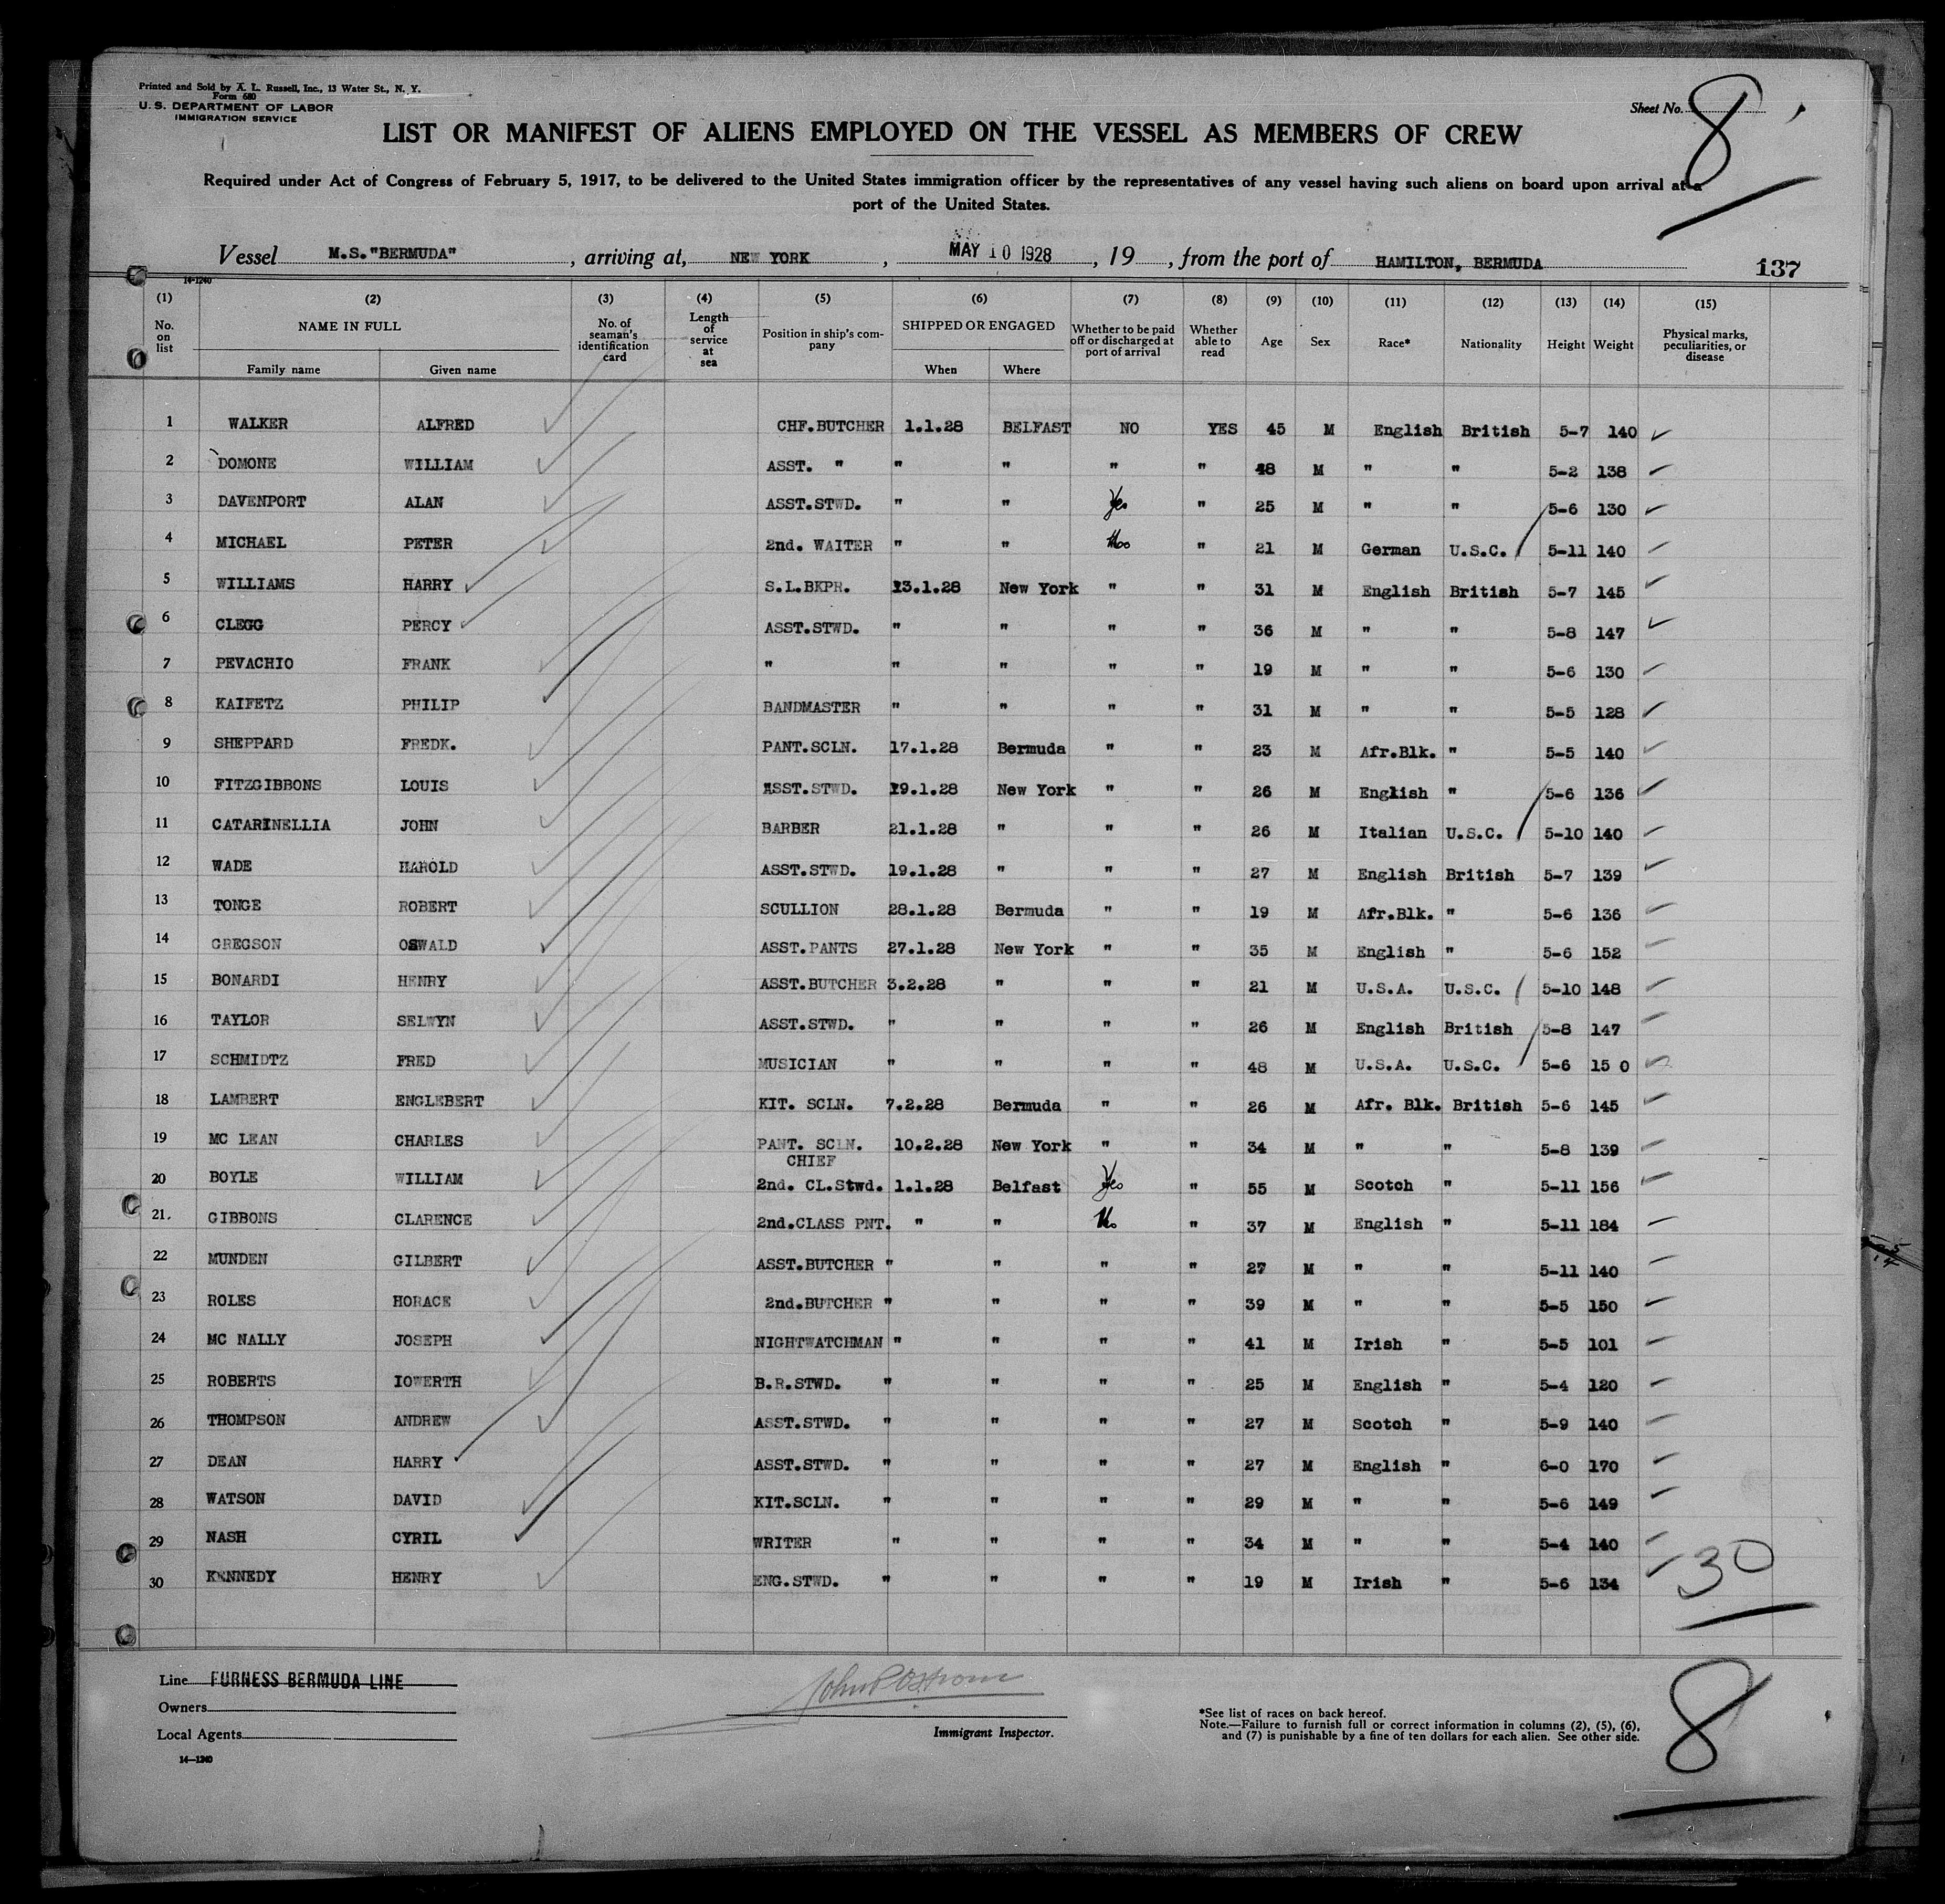 Printed and Sold by A. L. Russell, Inc., 13 Water St., N. Y.
Form 680
U. S. DEPARTMENT OF LABOR
IMMIGRATION SERVICE
Sheet No. 8
LIST OR MANIFEST OF ALIENS EMPLOYED ON THE VESSEL AS MEMBERS OF CREW
Required under Act of Congress of February 5, 1917, to be delivered to the United States immigration officer by the representatives of any vessel having such aliens on board upon arrival at a
port of the United States.
Vessel M.S."BERMUDA", arriving at, NEW YORK, MAY 10 1928, 19 , from the port of HAMILTON, BERMUDA 137
14-1240
(1) (2) (3) (4) (5) (6) (7) (8) (9) (10) (11) (12) (13) (14) (15)
No. on list NAME IN FULL Family name Given name No. of seaman's identification card Length of service at sea Position in ship's company SHIPPED OR ENGAGED When Where Whether to be paid off or discharged at port of arrival Whether able to read Age Sex Race* Nationality Height Weight Physical marks, peculiarities, or disease
1 WALKER ALFRED CHF.BUTCHER 1.1.28 BELFAST NO YES 45 M English British 5-7 140
2 DOMONE WILLIAM ASST. " " " " " 48 M " " 5-2 138
3 DAVENPORT ALAN ASST.STWD. " " Yes " 25 M " " 5-6 130
4 MICHAEL PETER 2nd. WAITER " " No " 21 M German U.S.C. 5-11 140
5 WILLIAMS HARRY S.L.BKPR. 13.1.28 New York " " 31 M English British 5-7 145
6 CLEGG PERCY ASST.STWD. " " " " 36 M " " 5-8 147
7 PEVACHIO FRANK " " " " " 19 M " " 5-6 130
8 KAIFETZ PHILIP BANDMASTER " " " " 31 M " " 5-5 128
9 SHEPPARD FREDK. PANT.SCLN. 17.1.28 Bermuda " " 23 M Afr.Blk. " 5-5 140
10 FITZGIBBONS LOUIS ASST.STWD. 19.1.28 New York " " 26 M English " 5-6 136
11 CATARINELLIA JOHN BARBER 21.1.28 " " " 26 M Italian U.S.C. 5-10 140
12 WADE HAROLD ASST.STWD. 19.1.28 " " " 27 M English British 5-7 139
13 TONGE ROBERT SCULLION 28.1.28 Bermuda " " 19 M Afr.Blk. " 5-6 136
14 GREGSON OSWALD ASST.PANTS 27.1.28 New York " " 35 M English " 5-6 152
15 BONARDI HENRY ASST.BUTCHER 3.2.28 " " " 21 M U.S.A. U.S.C. 5-10 148
16 TAYLOR SELWYN ASST.STWD. " " " " 26 M English British 5-8 147
17 SCHMIDTZ FRED MUSICIAN " " " " 48 M U.S.A. U.S.C. 5-6 15 0
18 LAMBERT ENGLEBERT KIT. SCLN. 7.2.28 Bermuda " " 26 M Afr. Blk. British 5-6 145
19 MC LEAN CHARLES PANT. SCLN. 10.2.28 New York " " 34 M " " 5-8 139
CHIEF
20 BOYLE WILLIAM 2nd. CL.Stwd. 1.1.28 Belfast Yes " 55 M Scotch " 5-11 156
21. GIBBONS CLARENCE 2nd.CLASS PNT. " " No " 37 M English " 5-11 184
22 MUNDEN GILBERT ASST.BUTCHER " " " " 27 M " " 5-11 140
23 ROLES HORACE 2nd.BUTCHER " " " " 39 M " " 5-5 150
24 MC NALLY JOSEPH NIGHTWATCHMAN " " " " 41 M Irish " 5-5 101
25 ROBERTS IOWERTH B.R.STWD. " " " " 25 M English " 5-4 120
26 THOMPSON ANDREW ASST.STWD. " " " " 27 M Scotch " 5-9 140
27 DEAN HARRY ASST.STWD. " " " " 27 M English " 6-0 170
28 WATSON DAVID KIT.SCLN. " " " " 29 M " " 5-6 149
29 NASH CYRIL WRITER " " " " 34 M " " 5-4 140
30 KENNEDY HENRY ENG.STWD. " " " " 19 M Irish " 5-6 134
30
Line FURNESS BERMUDA LINE
Owners
Local Agents
14-1240
Immigrant Inspector.
*See list of races on back hereof.
Note.—Failure to furnish full or correct information in columns (2), (5), (6),
and (7) is punishable by a fine of ten dollars for each alien. See other side.
8